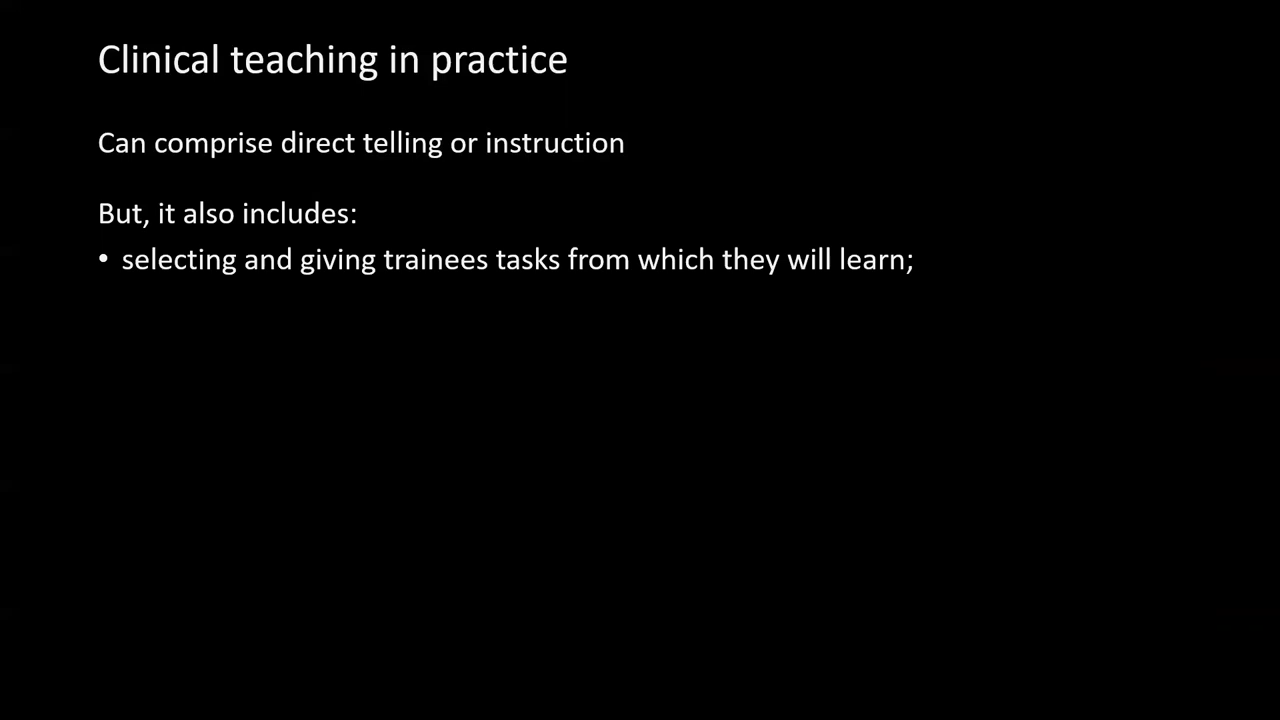 Clinical teaching in practice
Can comprise direct telling or instruction
But, it also includes:
• selecting and giving trainees tasks from which they will learn;